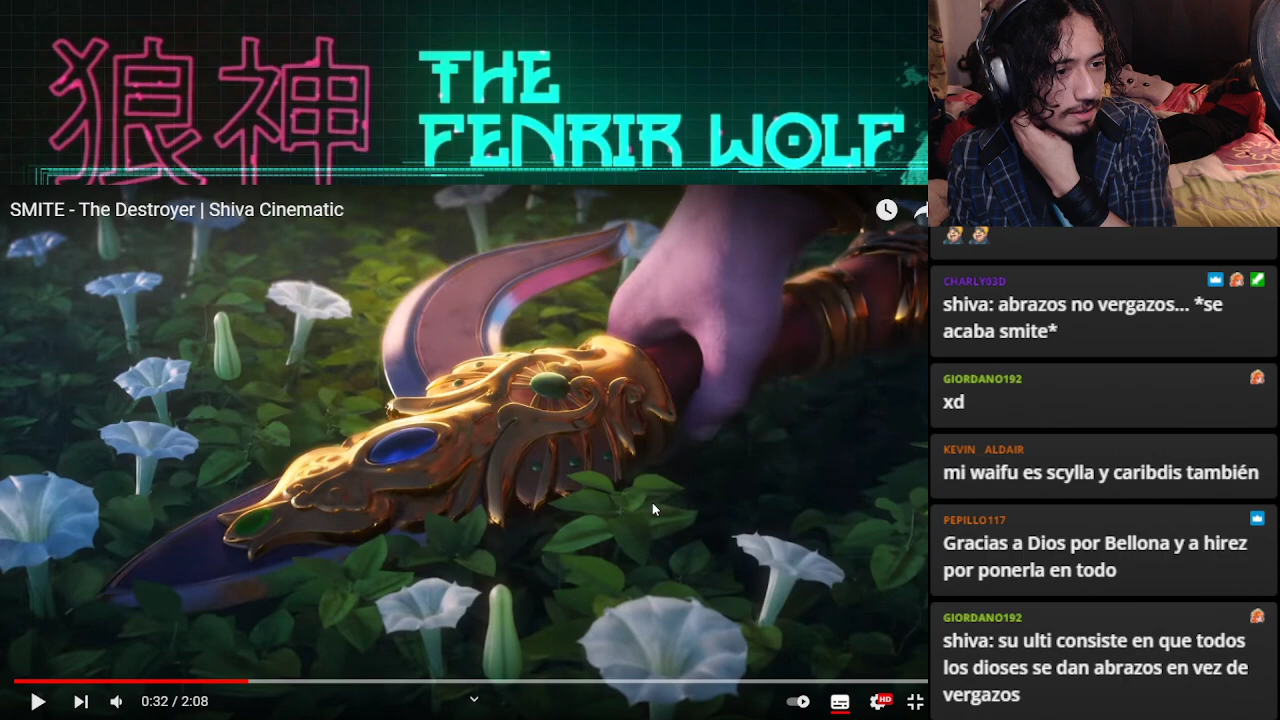 狼神
THE
FENRIR WOLF
SMITE - The Destroyer | Shiva Cinematic
CHARLY03D
shiva: abrazos no vergazos... *se
acaba smite*
GIORDANO192
xd
KEVIN ALDAIR
mi waifu es scylla y caribdis también
PEPILLO117
Gracias a Dios por Bellona y a hirez
por ponerla en todo
GIORDANO192
shiva: su ulti consiste en que todos
los dioses se dan abrazos en vez de
vergazos
0:32 / 2:08
HD